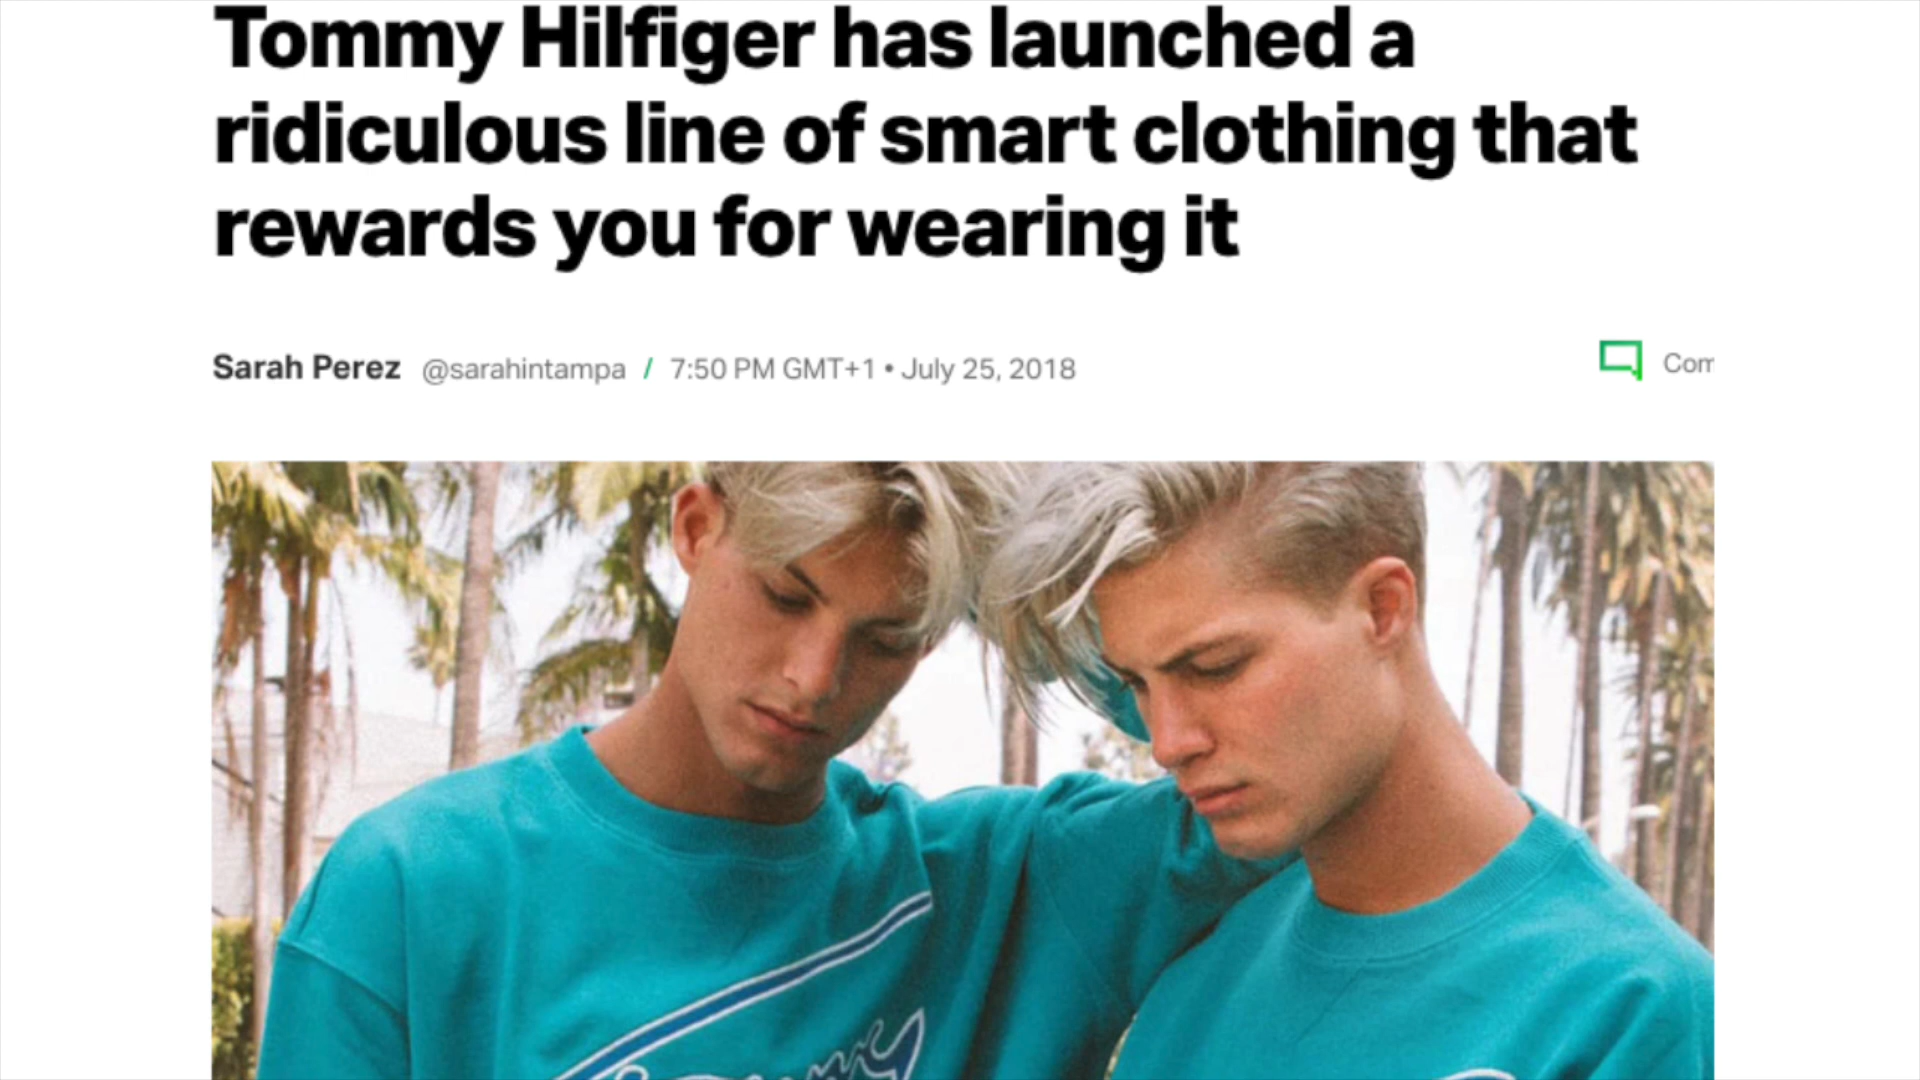 Tommy Hilfiger has launched a
ridiculous line of smart clothing that
rewards you for wearing it
Sarah Perez @sarahintampa / 7:50 PM GMT+1 • July 25, 2018
Com